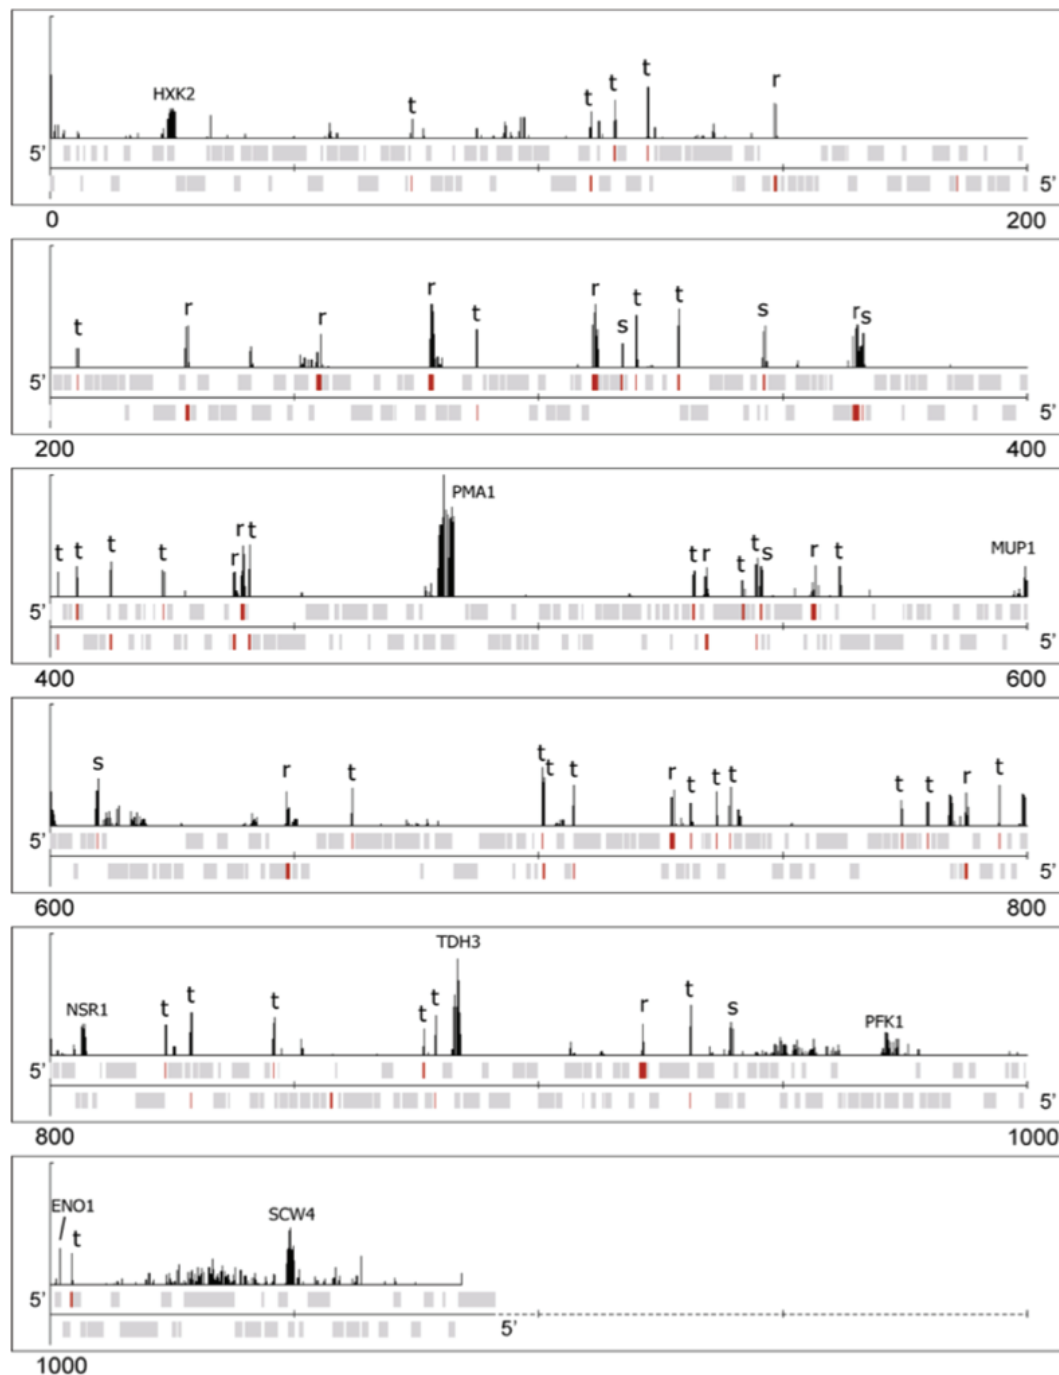 HXK2 t t t t r
5' 5'
0 200
t r r r t r s t t s r s
5' 5'
200 400
t t t t r r t PMA1 t r t t s r t MUP1
5' 5'
400 600
s r t t t t r t t t t t r t
5' 5'
600 800
NSR1 t t t t t TDH3 r t s PFK1
5' 5'
800 1000
ENO1 t SCW4
5' 5'
1000